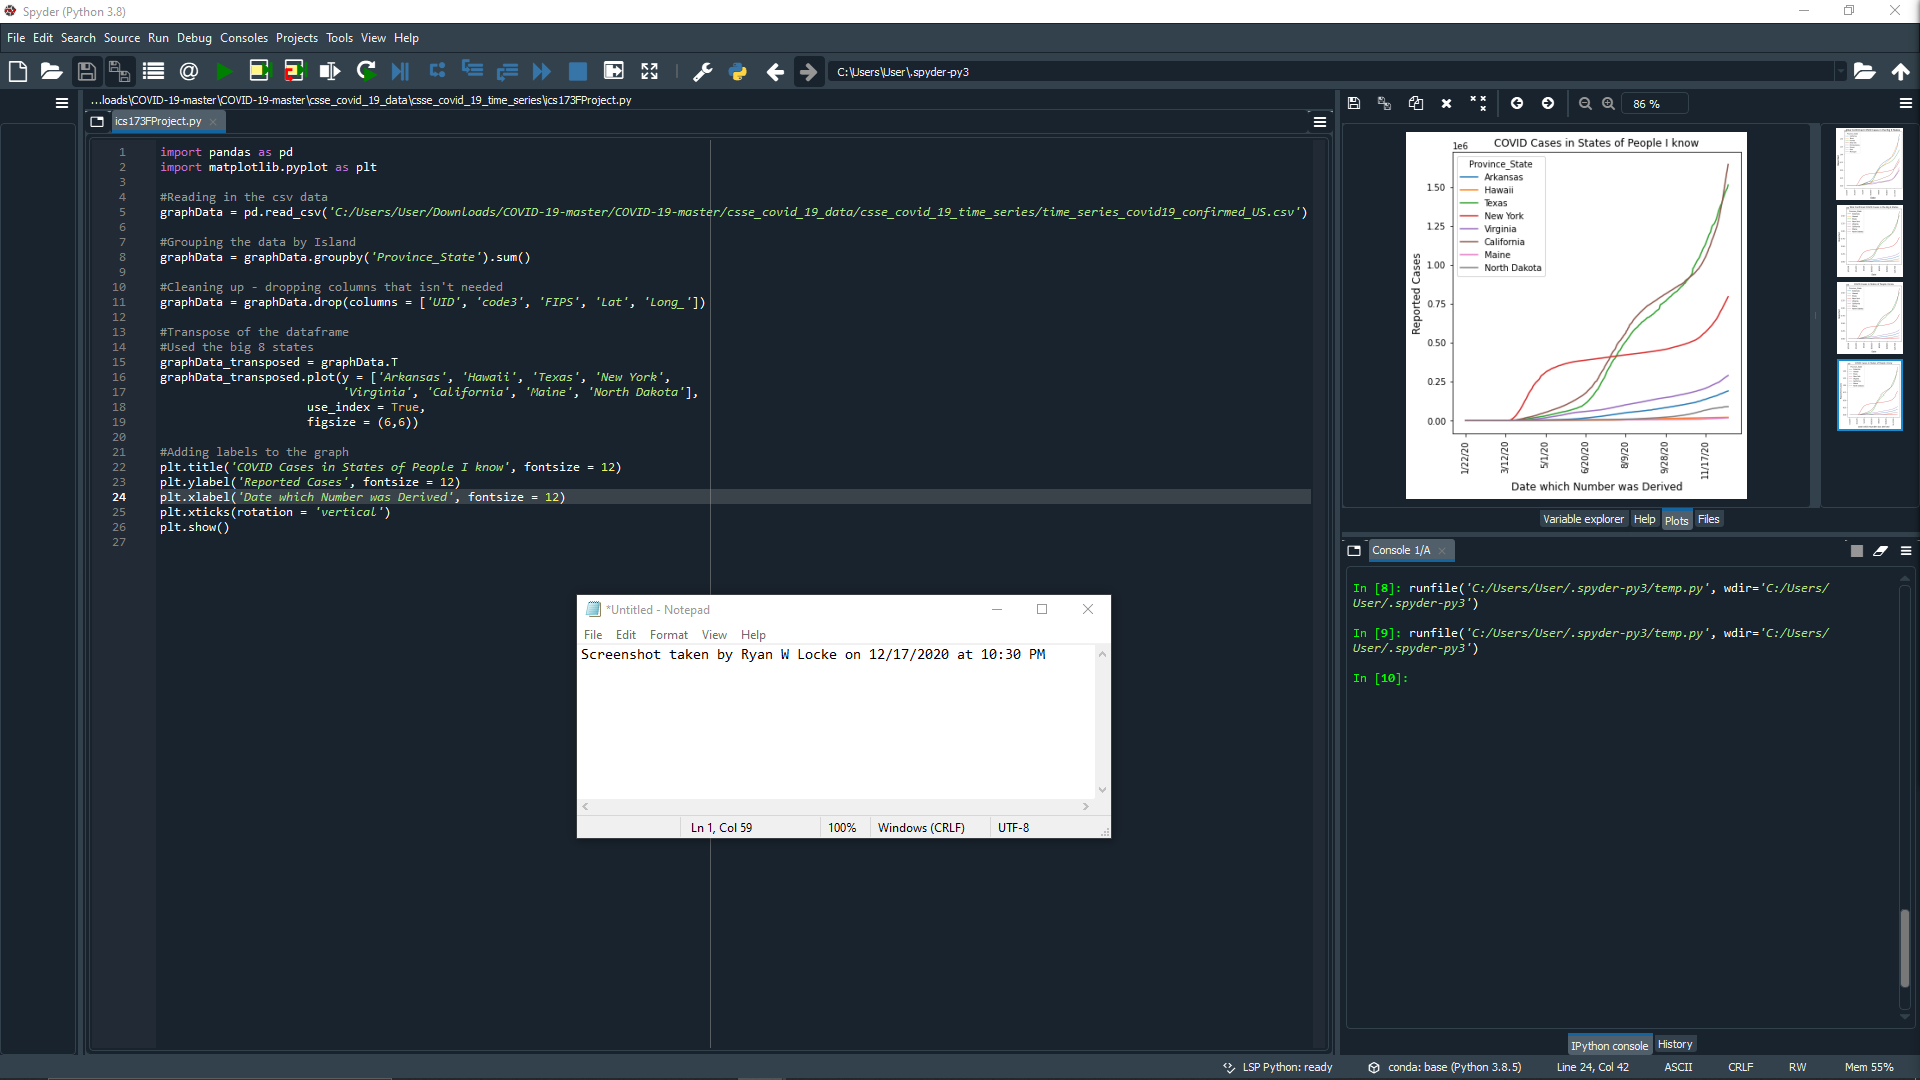 Spyder (Python 3.8)
File Edit Search Source Run Debug Consoles Projects Tools View Help
C:\Users\User\.spyder-py3
...loads\COVID-19-master\COVID-19-master\csse_covid_19_data\csse_covid_19_time_series\ics173FProject.py
ics173FProject.py
1 import pandas as pd
2 import matplotlib.pyplot as plt
3
4 #Reading in the csv data
5 graphData = pd.read_csv('C:/Users/User/Downloads/COVID-19-master/COVID-19-master/csse_covid_19_data/csse_covid_19_time_series/time_series_covid19_confirmed_US.csv')
6
7 #Grouping the data by Island
8 graphData = graphData.groupby('Province_State').sum()
9
10 #Cleaning up - dropping columns that isn't needed
11 graphData = graphData.drop(columns = ['UID', 'code3', 'FIPS', 'Lat', 'Long_'])
12
13 #Transpose of the dataframe
14 #Used the big 8 states
15 graphData_transposed = graphData.T
16 graphData_transposed.plot(y = ['Arkansas', 'Hawaii', 'Texas', 'New York',
17 'Virginia', 'California', 'Maine', 'North Dakota'],
18 use_index = True,
19 figsize = (6,6))
20
21 #Adding labels to the graph
22 plt.title('COVID Cases in States of People I know', fontsize = 12)
23 plt.ylabel('Reported Cases', fontsize = 12)
24 plt.xlabel('Date which Number was Derived', fontsize = 12)
25 plt.xticks(rotation = 'vertical')
26 plt.show()
27
*Untitled - Notepad
File Edit Format View Help
Screenshot taken by Ryan W Locke on 12/17/2020 at 10:30 PM
Ln 1, Col 59 100% Windows (CRLF) UTF-8
86 %
COVID Cases in States of People I know
1e6
Province_State
Arkansas
Hawaii
Texas
New York
Virginia
California
Maine
North Dakota
1.50
1.25
1.00
0.75
0.50
0.25
0.00
Reported Cases
1/22/20 3/12/20 5/1/20 6/20/20 8/9/20 9/28/20 11/17/20
Date which Number was Derived
Variable explorer Help Plots Files
Console 1/A
In [8]: runfile('C:/Users/User/.spyder-py3/temp.py', wdir='C:/Users/
User/.spyder-py3')
In [9]: runfile('C:/Users/User/.spyder-py3/temp.py', wdir='C:/Users/
User/.spyder-py3')
In [10]:
IPython console History
LSP Python: ready conda: base (Python 3.8.5) Line 24, Col 42 ASCII CRLF RW Mem 55%